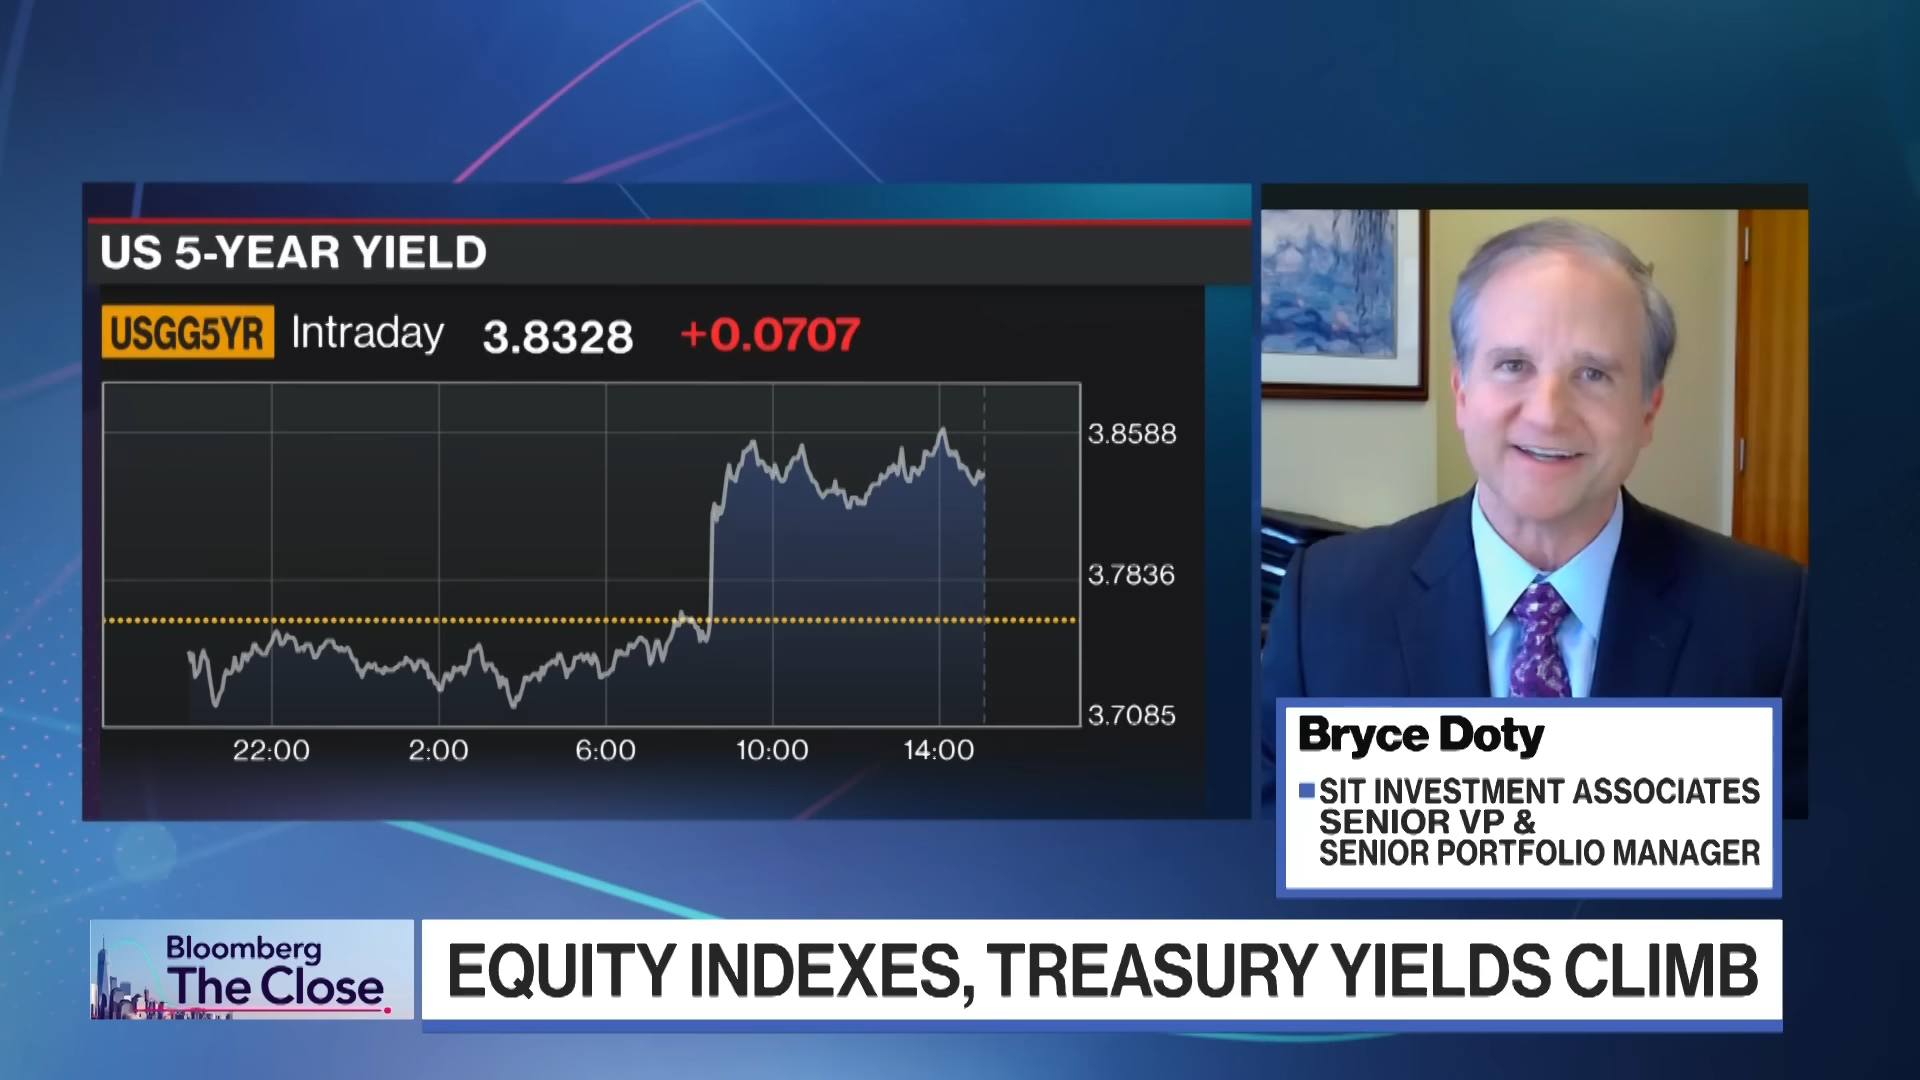 US 5-YEAR YIELD
USGG5YR Intraday 3.8328 +0.0707
3.8588
3.7836
3.7085
22:00 2:00 6:00 10:00 14:00
Bryce Doty
SIT INVESTMENT ASSOCIATES
SENIOR VP &
SENIOR PORTFOLIO MANAGER
Bloomberg
The Close
EQUITY INDEXES, TREASURY YIELDS CLIMB